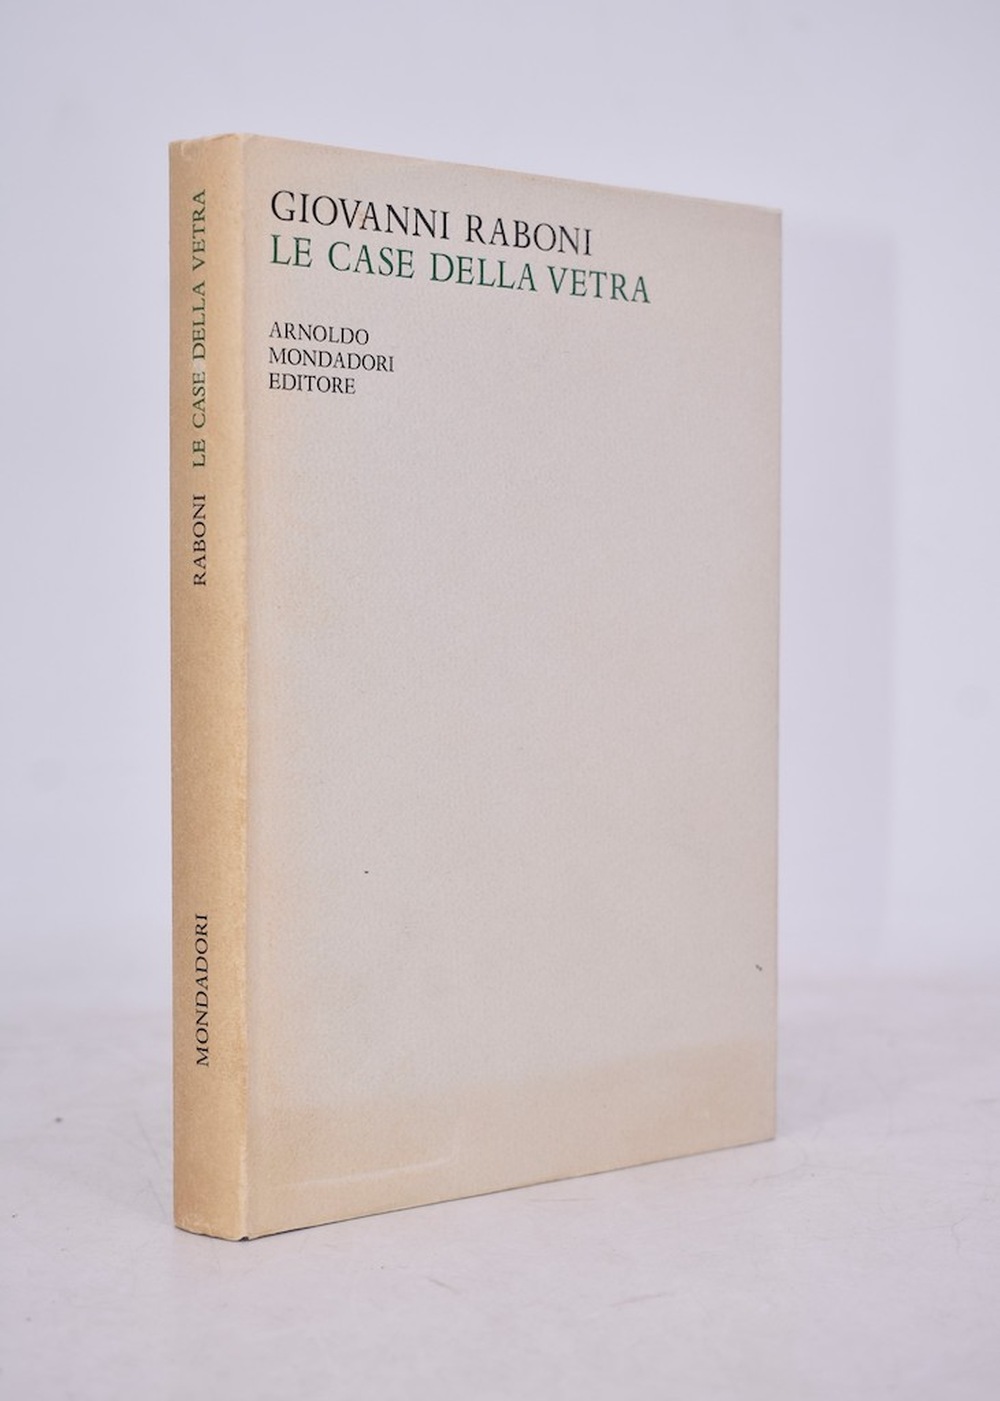 GIOVANNI RABONI
LE CASE DELLA VETRA
ARNOLDO
MONDADORI
EDITORE
RABONI LE CASE DELLA VETRA
MONDADORI